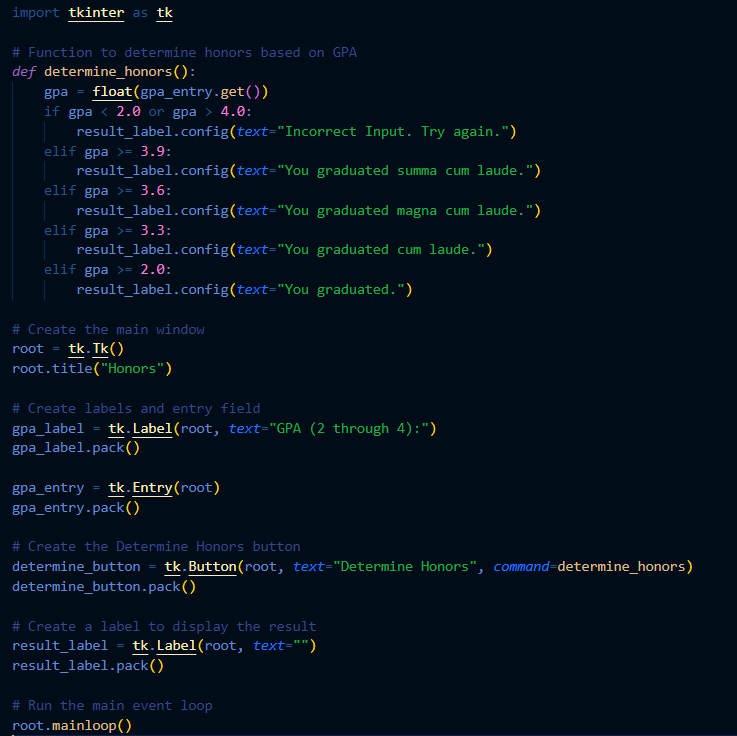 import tkinter as tk

# Function to determine honors based on GPA
def determine_honors():
    gpa = float(gpa_entry.get())
    if gpa < 2.0 or gpa > 4.0:
        result_label.config(text="Incorrect Input. Try again.")
    elif gpa >= 3.9:
        result_label.config(text="You graduated summa cum laude.")
    elif gpa >= 3.6:
        result_label.config(text="You graduated magna cum laude.")
    elif gpa >= 3.3:
        result_label.config(text="You graduated cum laude.")
    elif gpa >= 2.0:
        result_label.config(text="You graduated.")

# Create the main window
root = tk.Tk()
root.title("Honors")

# Create labels and entry field
gpa_label = tk.Label(root, text="GPA (2 through 4):")
gpa_label.pack()

gpa_entry = tk.Entry(root)
gpa_entry.pack()

# Create the Determine Honors button
determine_button = tk.Button(root, text="Determine Honors", command=determine_honors)
determine_button.pack()

# Create a label to display the result
result_label = tk.Label(root, text="")
result_label.pack()

# Run the main event loop
root.mainloop()